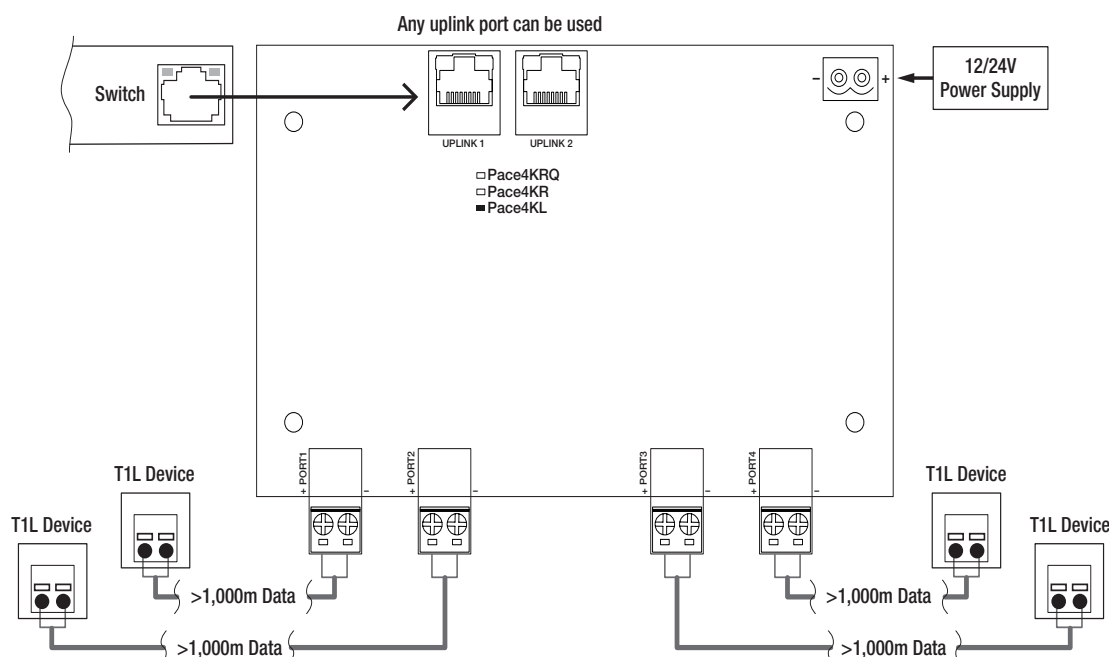 Any uplink port can be used
Switch
-
+
12/24V
Power Supply
UPLINK 1
UPLINK 2
Pace4KRQ
Pace4KR
Pace4KL
+ PORT1 -
+ PORT2 -
+ PORT3 -
+ PORT4 -
T1L Device
T1L Device
T1L Device
T1L Device
>1,000m Data
>1,000m Data
>1,000m Data
>1,000m Data